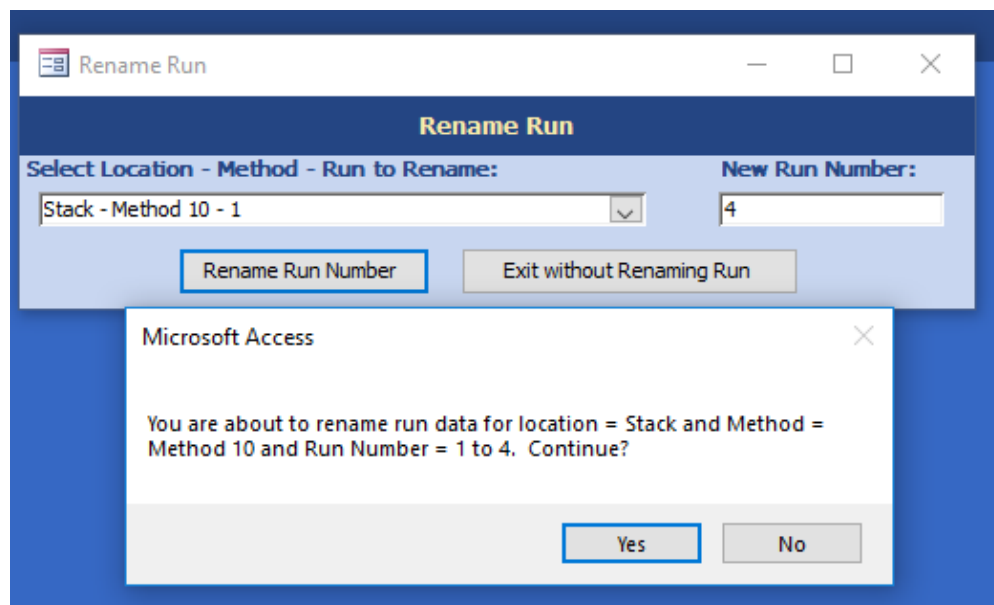 Rename Run
Rename Run
Select Location - Method - Run to Rename: New Run Number:
Stack - Method 10 - 1 4
Rename Run Number Exit without Renaming Run
Microsoft Access
You are about to rename run data for location = Stack and Method =
Method 10 and Run Number = 1 to 4.  Continue?
Yes No